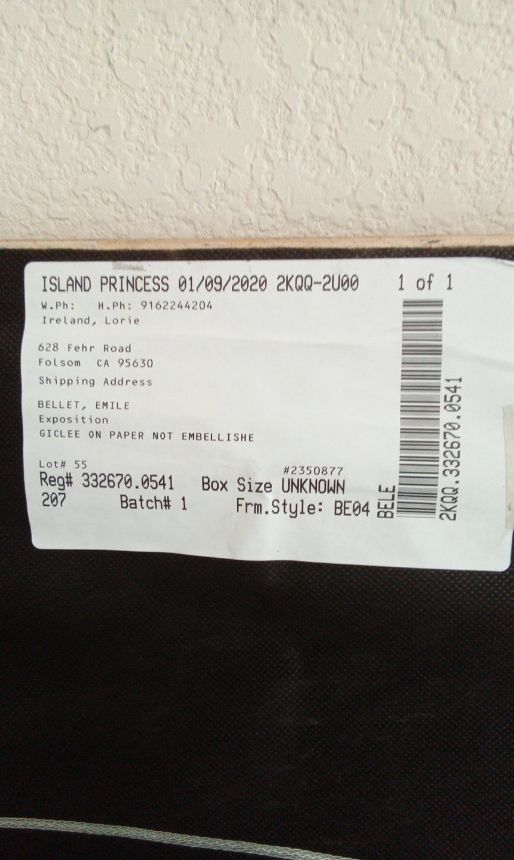 ISLAND PRINCESS 01/09/2020 2KQQ-2U00 1 of 1
W.Ph: H.Ph: 9162244204
Ireland, Lorie
628 Fehr Road
Folsom CA 95630
Shipping Address
BELLET, EMILE
Exposition
GICLEE ON PAPER NOT EMBELLISHE
Lot# 55 #2350877
Reg# 332670.0541 Box Size UNKNOWN
207 Batch# 1 Frm.Style: BE04
BELE
2KQQ.332670.0541